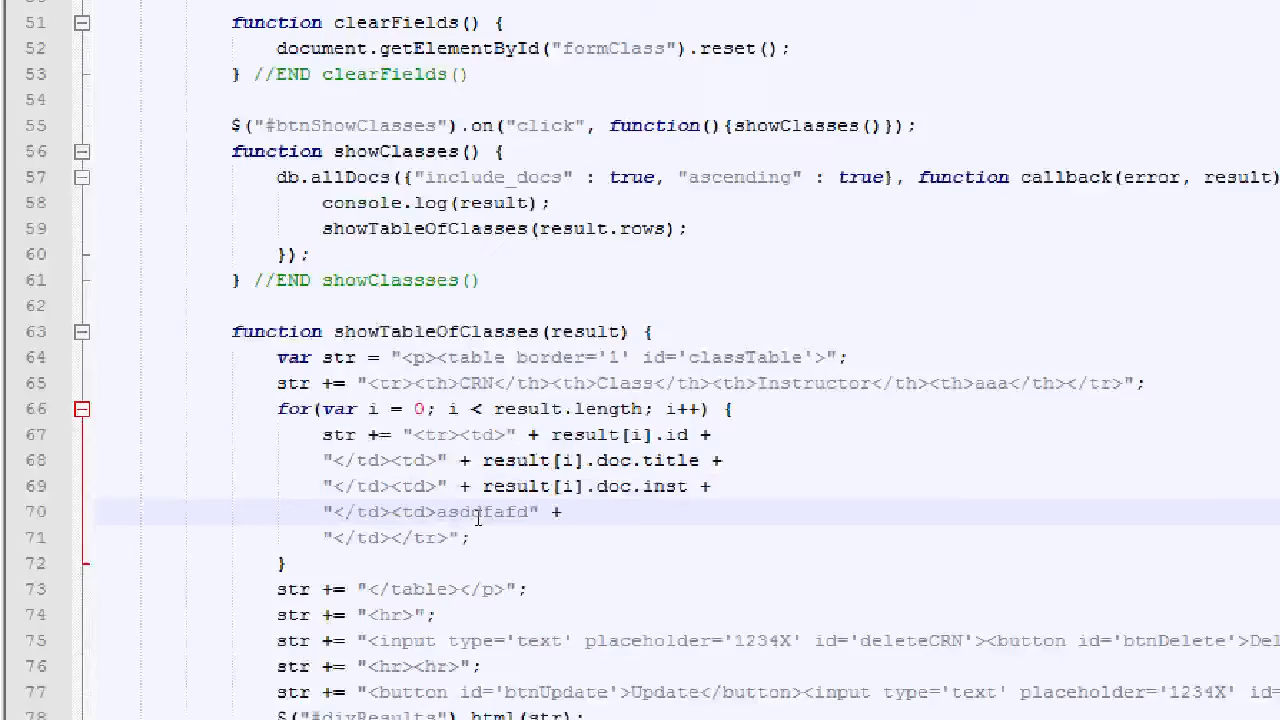 51 function clearFields() {
52 document.getElementById("formClass").reset();
53 } //END clearFields()
54
55 $("#btnShowClasses").on("click", function(){showClasses()});
56 function showClasses() {
57 db.allDocs({"include_docs" : true, "ascending" : true}, function callback(error, result)
58 console.log(result);
59 showTableOfClasses(result.rows);
60 });
61 } //END showClassses()
62
63 function showTableOfClasses(result) {
64 var str = "<p><table border='1' id='classTable'>";
65 str += "<tr><th>CRN</th><th>Class</th><th>Instructor</th><th>aaa</th></tr>";
66 for(var i = 0; i < result.length; i++) {
67 str += "<tr><td>" + result[i].id +
68 "</td><td>" + result[i].doc.title +
69 "</td><td>" + result[i].doc.inst +
70 "</td><td>asddfafd" +
71 "</td></tr>";
72 }
73 str += "</table></p>";
74 str += "<hr>";
75 str += "<input type='text' placeholder='1234X' id='deleteCRN'><button id='btnDelete'>Del
76 str += "<hr><hr>";
77 str += "<button id='btnUpdate'>Update</button><input type='text' placeholder='1234X' id=
78 $("#divResults").html(str);